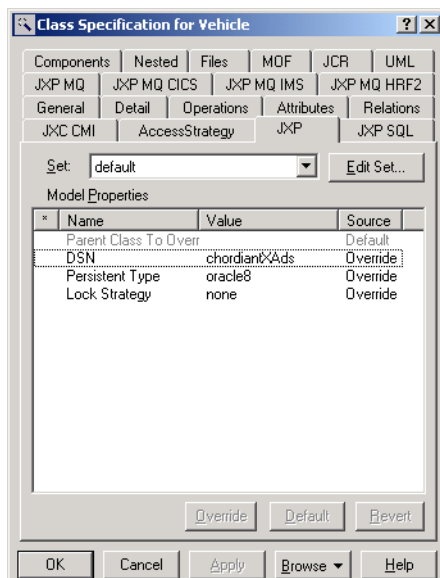 Class Specification for Vehicle
Components Nested Files MOF JCR UML
JXP MQ JXP MQ CICS JXP MQ IMS JXP MQ HRF2
General Detail Operations Attributes Relations
JXC CMI AccessStrategy JXP JXP SQL
Set: default Edit Set...
Model Properties
* Name Value Source
Parent Class To Overr Default
DSN chordiantXAds Override
Persistent Type oracle8 Override
Lock Strategy none Override
Override Default Revert
OK Cancel Apply Browse Help